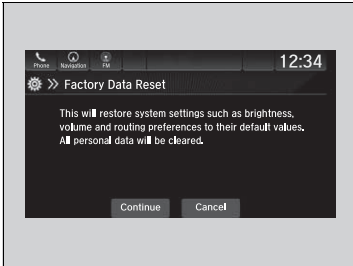 Phone
Navigation
FM
12:34
Factory Data Reset
This will restore system settings such as brightness,
volume and routing preferences to their default values.
All personal data will be cleared.
Continue
Cancel